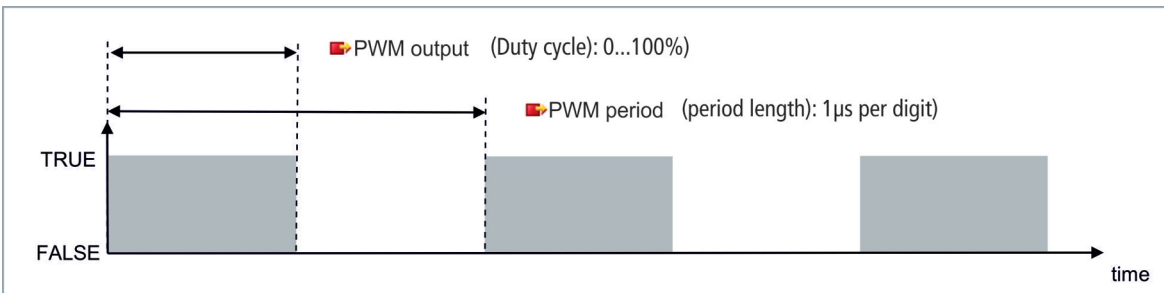 PWM output (Duty cycle): 0...100%)
PWM period (period length): 1µs per digit)
TRUE
FALSE
time